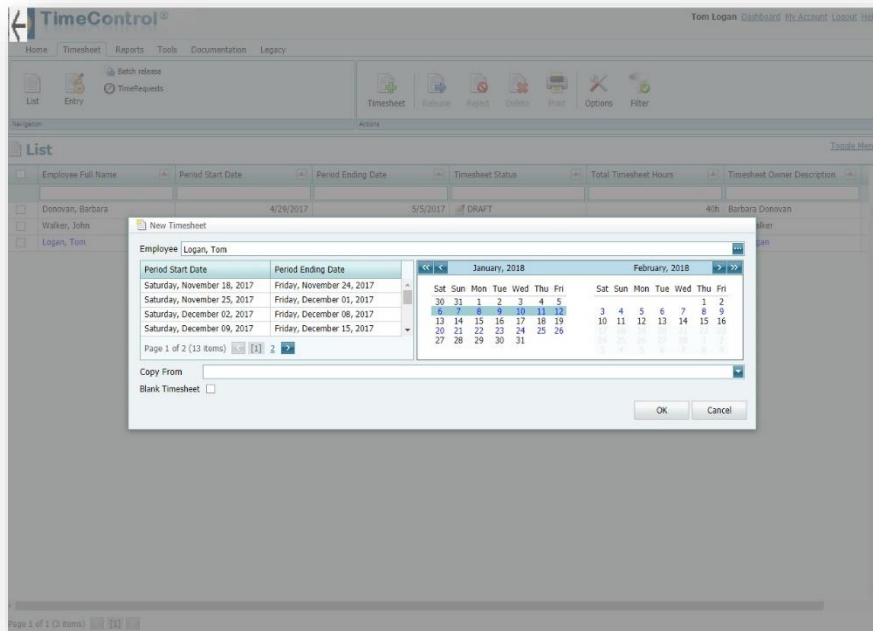 TimeControl®
Tom Logan Dashboard My Account Logout Hel
Home Timesheet Reports Tools Documentation Legacy
Batch release
TimeRequests
List Entry Timesheet Release Reject Delete Print Options Filter
Navigation Actions
List
Toggle Men
Employee Full Name Period Start Date Period Ending Date Timesheet Status Total Timesheet Hours Timesheet Owner Description
Donovan, Barbara 4/29/2017 5/5/2017 DRAFT 40h Barbara Donovan
Walker, John alker
Logan, Tom gan
New Timesheet
Employee Logan, Tom
Period Start Date Period Ending Date
Saturday, November 18, 2017 Friday, November 24, 2017
Saturday, November 25, 2017 Friday, December 01, 2017
Saturday, December 02, 2017 Friday, December 08, 2017
Saturday, December 09, 2017 Friday, December 15, 2017
Page 1 of 2 (13 items) [1] 2
January, 2018 February, 2018
Sat Sun Mon Tue Wed Thu Fri Sat Sun Mon Tue Wed Thu Fri
30 31 1 2 3 4 5 1 2
6 7 8 9 10 11 12 3 4 5 6 7 8 9
13 14 15 16 17 18 19 10 11 12 13 14 15 16
20 21 22 23 24 25 26
27 28 29 30 31
Copy From
Blank Timesheet
OK Cancel
Page 1 of 1 (3 items) [1]